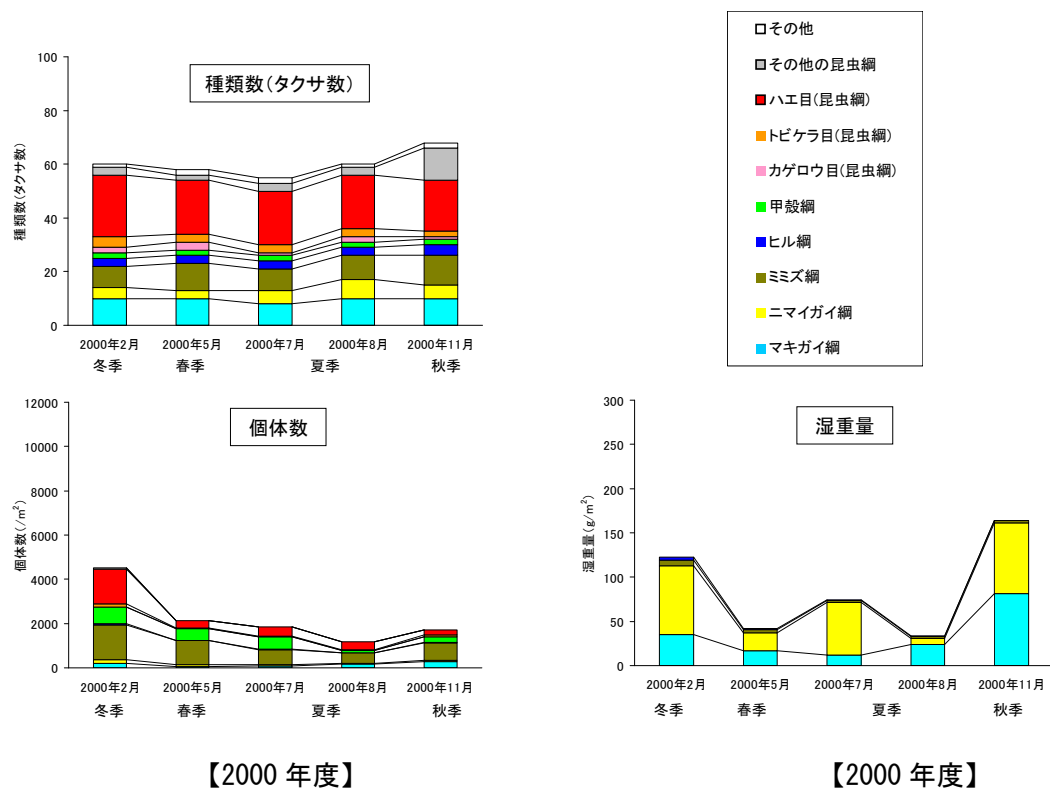 種類数(タクサ数)
種類数(タクサ数)
100
80
60
40
20
0
2000年2月 2000年5月 2000年7月 2000年8月 2000年11月
冬季 春季 夏季 秋季
その他
その他の昆虫綱
ハエ目(昆虫綱)
トビケラ目(昆虫綱)
カゲロウ目(昆虫綱)
甲殻綱
ヒル綱
ミミズ綱
ニマイガイ綱
マキガイ綱
個体数
個体数(/m²)
12000
10000
8000
6000
4000
2000
0
2000年2月 2000年5月 2000年7月 2000年8月 2000年11月
冬季 春季 夏季 秋季
湿重量
湿重量(g/m²)
300
250
200
150
100
50
0
2000年2月 2000年5月 2000年7月 2000年8月 2000年11月
冬季 春季 夏季 秋季
【2000 年度】
【2000 年度】